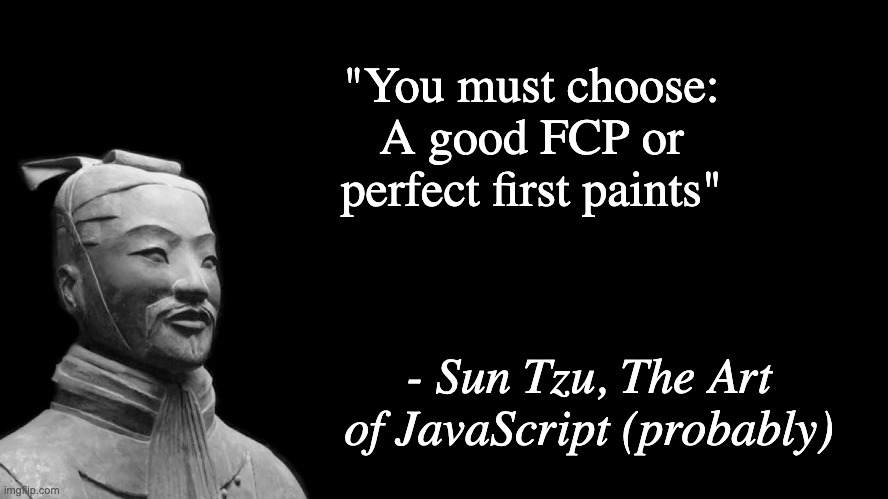 "You must choose:
A good FCP or
perfect first paints"
- Sun Tzu, The Art
of JavaScript (probably)
imgflip.com